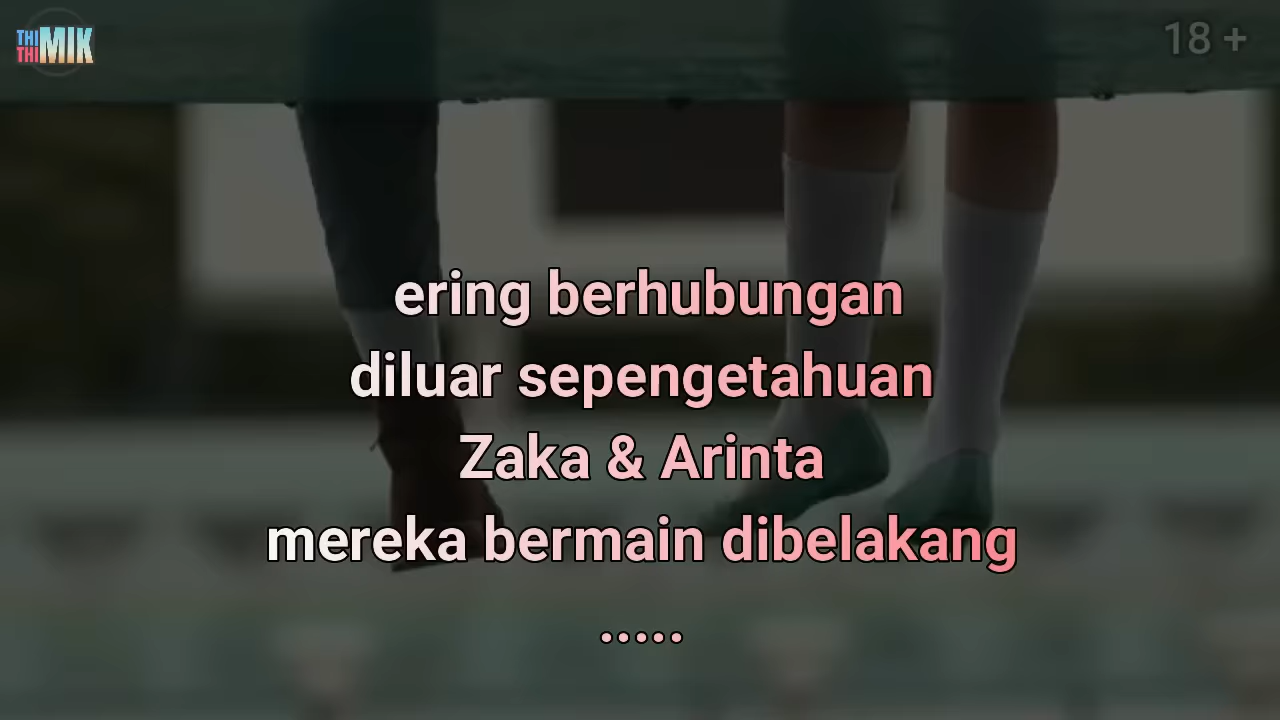 THI
THI MIK
18 +
ering berhubungan
diluar sepengetahuan
Zaka & Arinta
mereka bermain dibelakang
.....